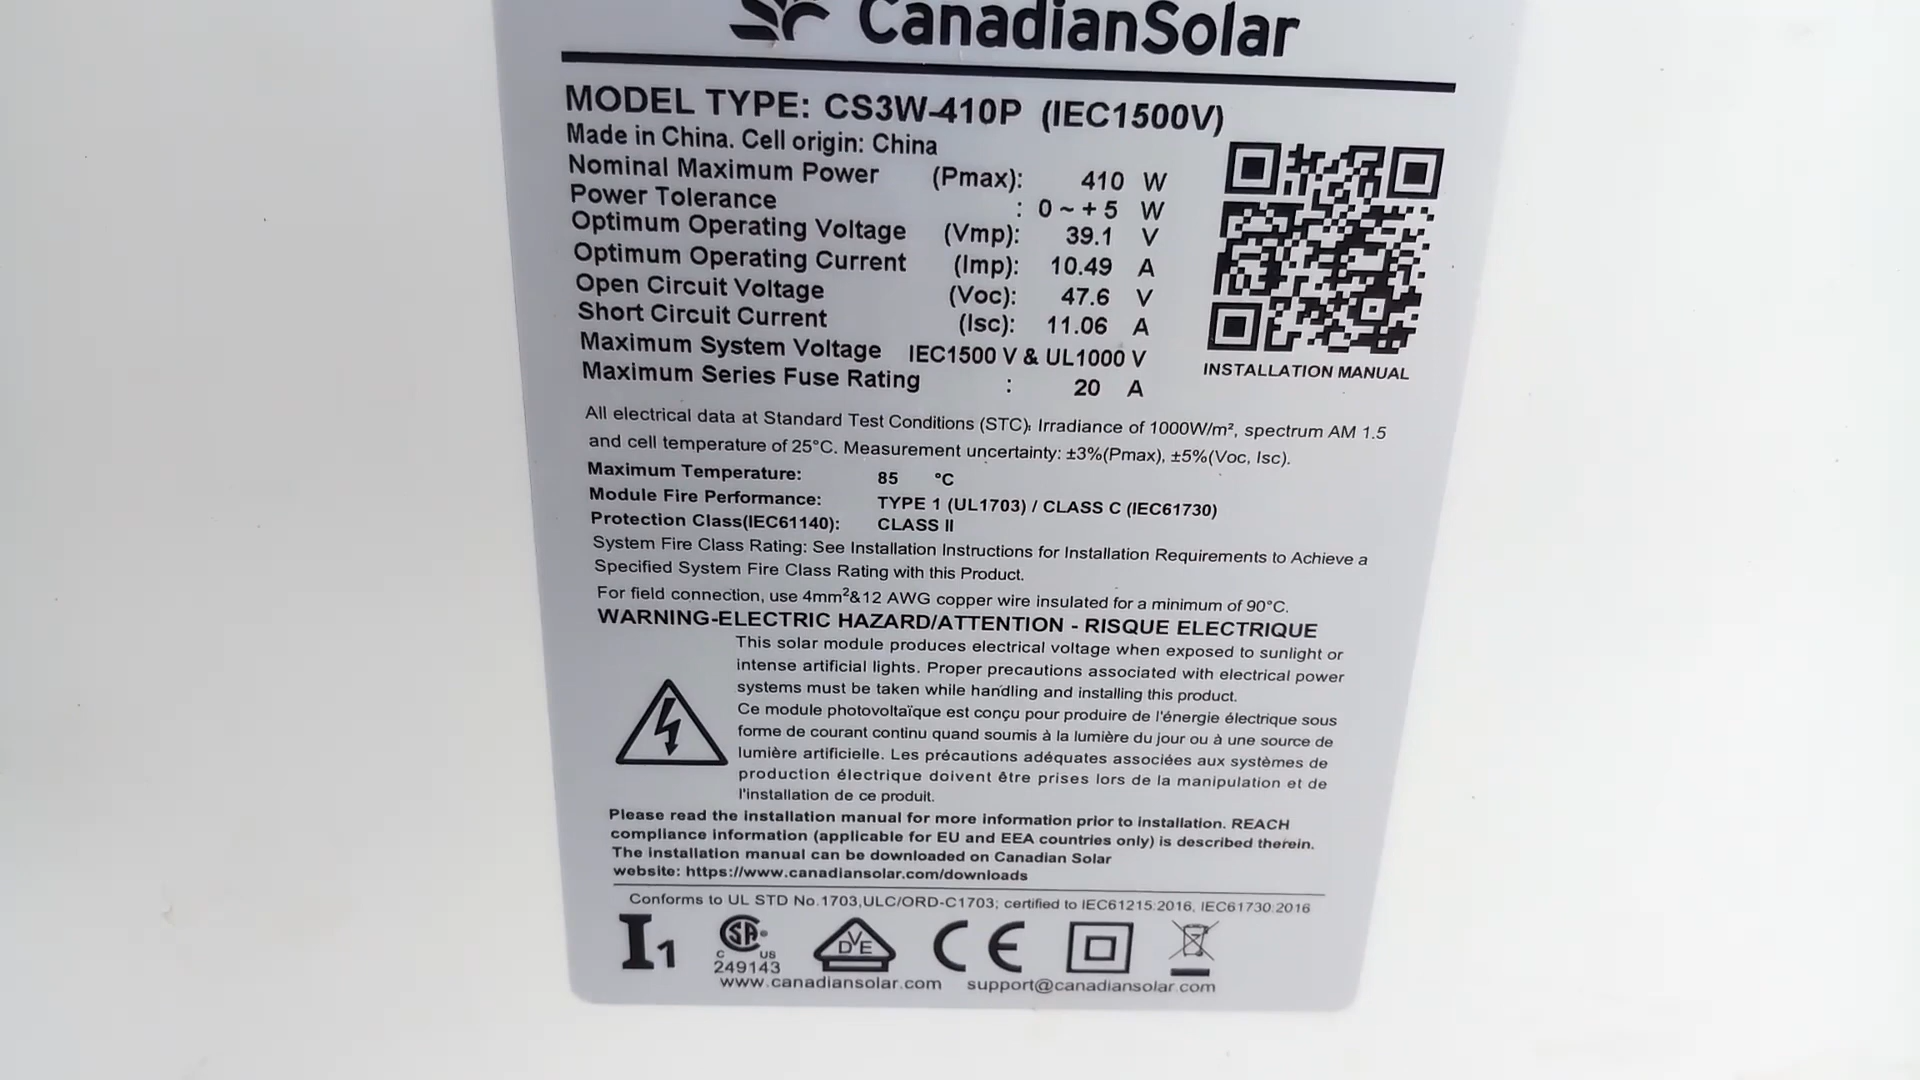 CanadianSolar
MODEL TYPE: CS3W-410P (IEC1500V)
Made in China. Cell origin: China
Nominal Maximum Power (Pmax): 410 W
Power Tolerance : 0 ~ + 5 W
Optimum Operating Voltage (Vmp): 39.1 V
Optimum Operating Current (Imp): 10.49 A
Open Circuit Voltage (Voc): 47.6 V
Short Circuit Current (Isc): 11.06 A
Maximum System Voltage IEC1500 V & UL1000 V
Maximum Series Fuse Rating : 20 A
INSTALLATION MANUAL
All electrical data at Standard Test Conditions (STC): Irradiance of 1000W/m², spectrum AM 1.5
and cell temperature of 25°C. Measurement uncertainty: ±3%(Pmax), ±5%(Voc, Isc).
Maximum Temperature: 85 °C
Module Fire Performance: TYPE 1 (UL1703) / CLASS C (IEC61730)
Protection Class(IEC61140): CLASS II
System Fire Class Rating: See Installation Instructions for Installation Requirements to Achieve a
Specified System Fire Class Rating with this Product.
For field connection, use 4mm²&12 AWG copper wire insulated for a minimum of 90°C.
WARNING-ELECTRIC HAZARD/ATTENTION - RISQUE ELECTRIQUE
This solar module produces electrical voltage when exposed to sunlight or
intense artificial lights. Proper precautions associated with electrical power
systems must be taken while handling and installing this product.
Ce module photovoltaïque est conçu pour produire de l'énergie électrique sous
forme de courant continu quand soumis à la lumière du jour ou à une source de
lumière artificielle. Les précautions adéquates associées aux systèmes de
production électrique doivent être prises lors de la manipulation et de
l'installation de ce produit.
Please read the installation manual for more information prior to installation. REACH
compliance information (applicable for EU and EEA countries only) is described therein.
The installation manual can be downloaded on Canadian Solar
website: https://www.canadiansolar.com/downloads
Conforms to UL STD No.1703,ULC/ORD-C1703; certified to IEC61215:2016, IEC61730:2016
I1 SA® C US DVE CE
249143
www.canadiansolar.com support@canadiansolar.com